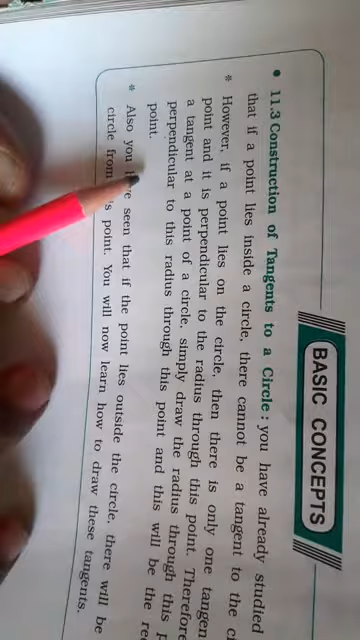 BASIC CONCEPTS
• 11.3 Construction of Tangents to a Circle : you have already studied
that if a point lies inside a circle, there cannot be a tangent to the
* However, if a point lies on the circle, then there is only one
point and it is perpendicular to the radius through this point.
a tangent at a point of a circle, simply draw the radius through this
perpendicular to this radius through this point and this will be the
point.
* Also you seen that if the point lies outside the circle, there will be
circle from point. You will now learn how to draw these tangents.